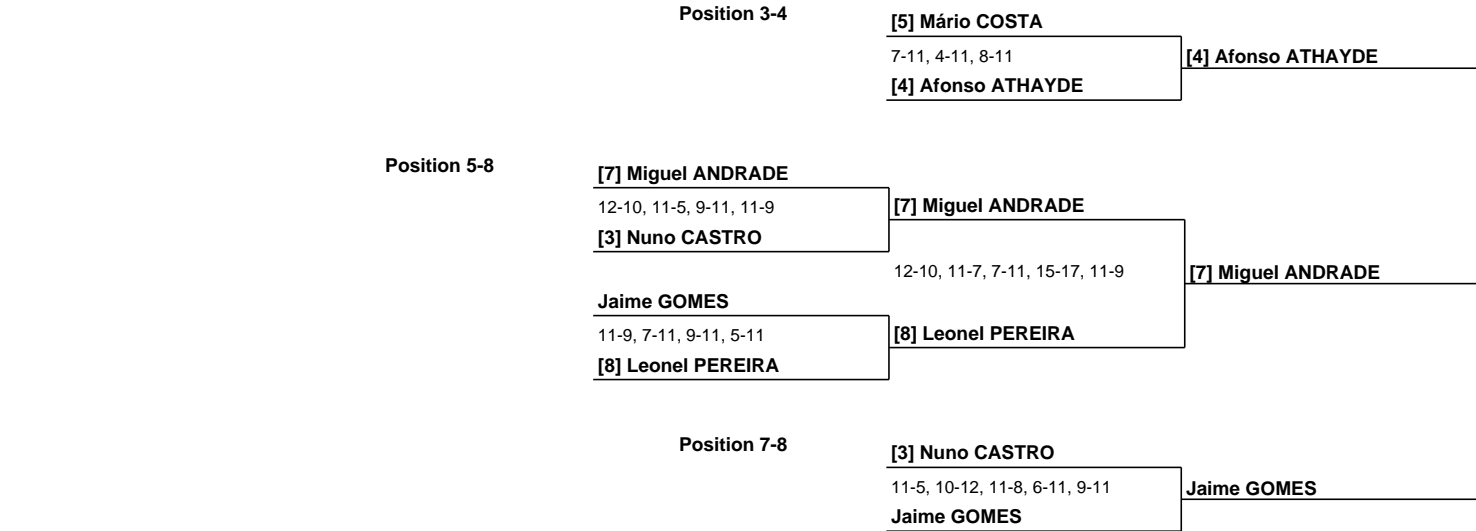 Position 3-4
[5] Mário COSTA
7-11, 4-11, 8-11
[4] Afonso ATHAYDE
[4] Afonso ATHAYDE
Position 5-8
[7] Miguel ANDRADE
12-10, 11-5, 9-11, 11-9
[7] Miguel ANDRADE
[3] Nuno CASTRO
12-10, 11-7, 7-11, 15-17, 11-9
[7] Miguel ANDRADE
Jaime GOMES
11-9, 7-11, 9-11, 5-11
[8] Leonel PEREIRA
[8] Leonel PEREIRA
Position 7-8
[3] Nuno CASTRO
11-5, 10-12, 11-8, 6-11, 9-11
Jaime GOMES
Jaime GOMES